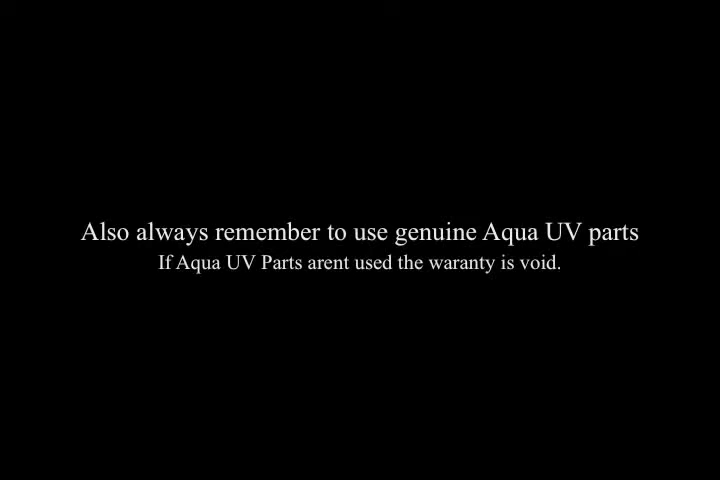 Also always remember to use genuine Aqua UV parts
If Aqua UV Parts arent used the waranty is void.